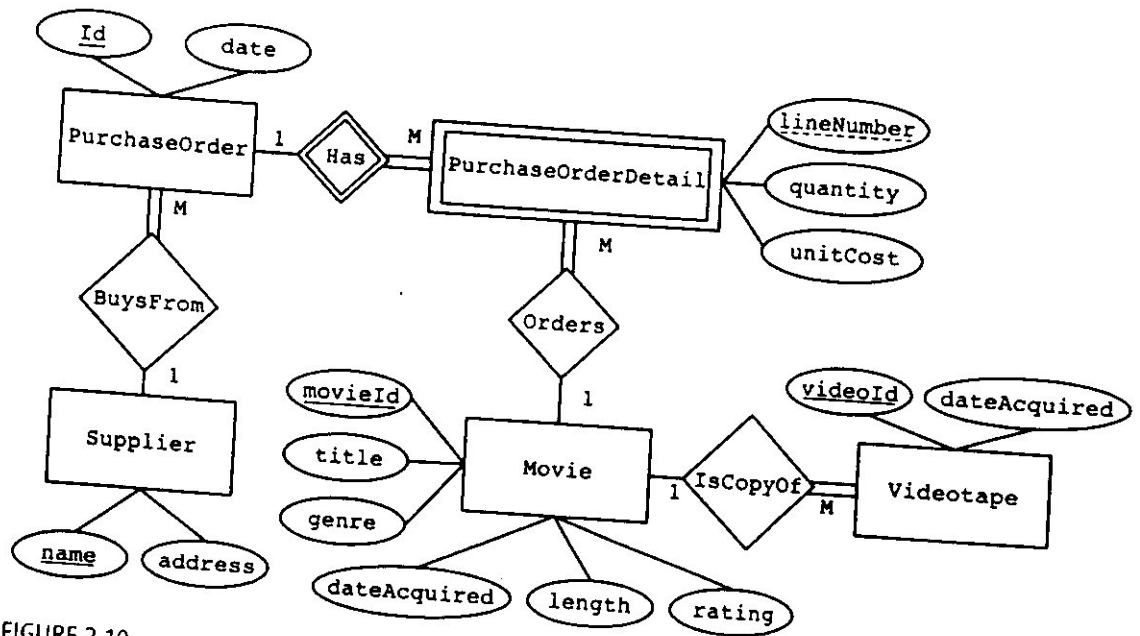 Id
date
PurchaseOrder
1
Has
M
PurchaseOrderDetail
lineNumber
quantity
unitCost
M
M
BuysFrom
Orders
1
1
Supplier
name
address
movieId
title
genre
Movie
dateAcquired
length
rating
1
IsCopyOf
M
videoId
dateAcquired
Videotape
FIGURE 2.10